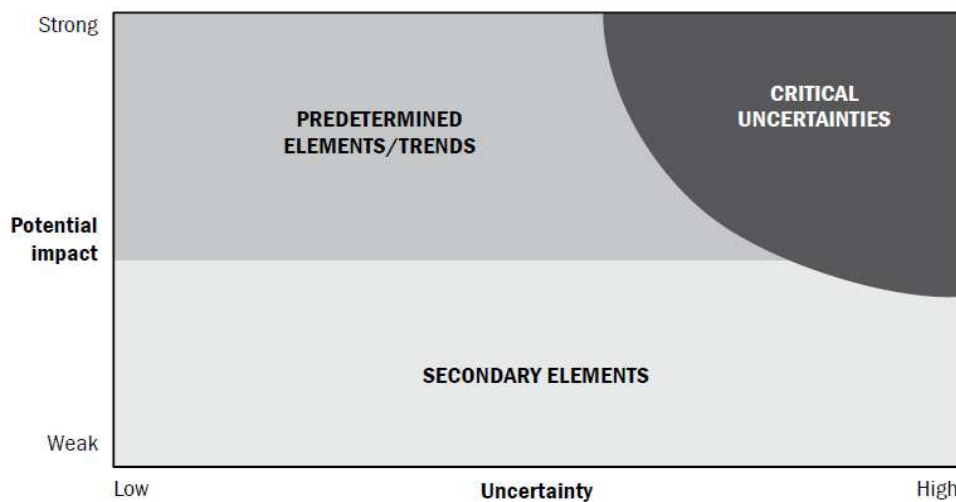 Strong
CRITICAL
UNCERTAINTIES
PREDETERMINED
ELEMENTS/TRENDS
Potential
impact
SECONDARY ELEMENTS
Weak
Low
Uncertainty
High